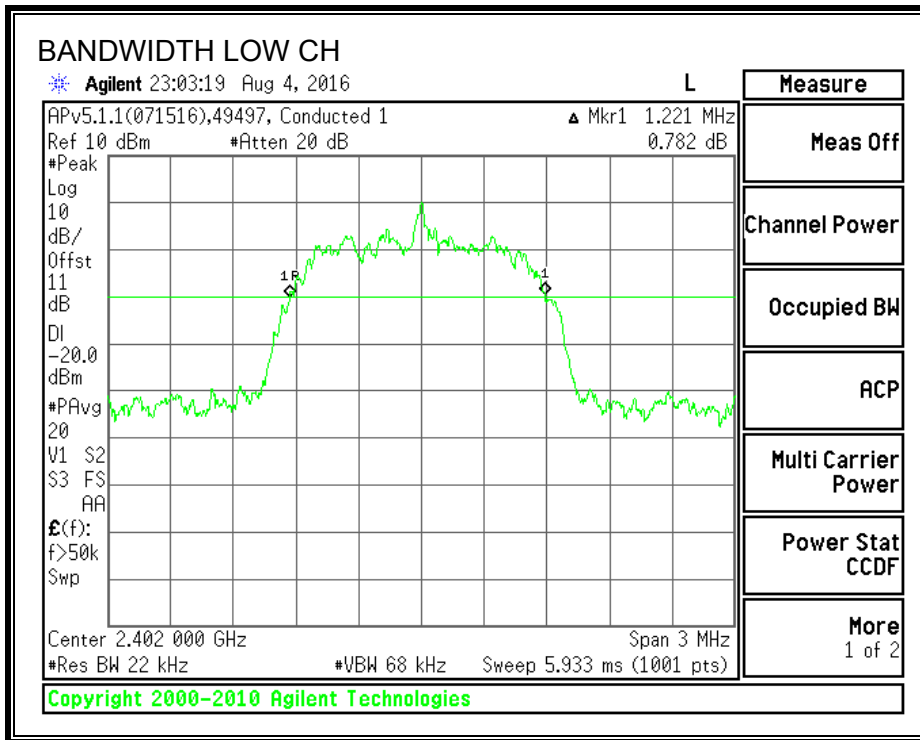 BANDWIDTH LOW CH
Agilent 23:03:19 Aug 4, 2016 L
APv5.1.1(071516),49497, Conducted 1 Δ Mkr1 1.221 MHz
Ref 10 dBm #Atten 20 dB 0.782 dB
#Peak
Log
10
dB/
Offst
11
dB
DI
-20.0
dBm
#PAvg
20
V1 S2
S3 FS
AA
£(f):
f>50k
Swp
1R
1
Center 2.402 000 GHz Span 3 MHz
#Res BW 22 kHz #VBW 68 kHz Sweep 5.933 ms (1001 pts)
Copyright 2000-2010 Agilent Technologies
Measure
Meas Off
Channel Power
Occupied BW
ACP
Multi Carrier
Power
Power Stat
CCDF
More
1 of 2